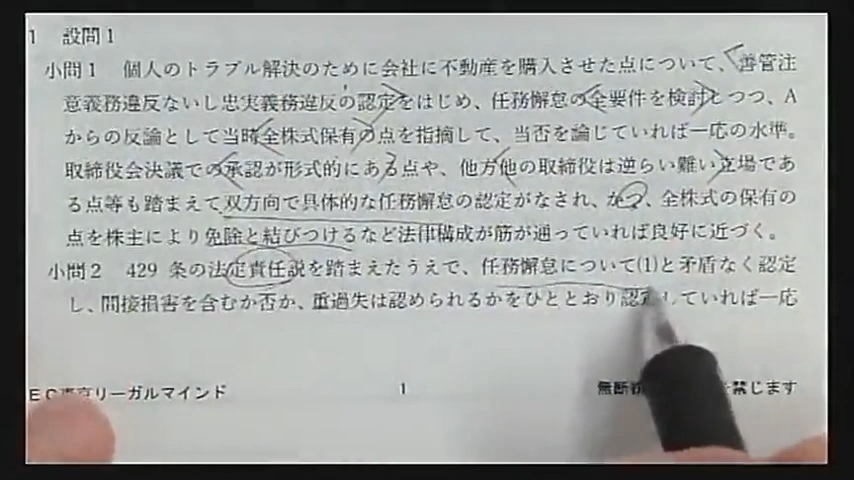 1 設問1
小問1 個人のトラブル解決のために会社に不動産を購入させた点について、善管注
意義務違反ないし忠実義務違反の認定をはじめ、任務懈怠の全要件を検討しつつ、A
からの反論として当時全株式保有の点を指摘して、当否を論じていれば一応の水準。
取締役会決議での承認が形式的にある点や、他方他の取締役は逆らい難い立場であ
る点等も踏まえて双方向で具体的な任務懈怠の認定がなされ、かつ、全株式の保有の
点を株主により免除と結びつけるなど法律構成が筋が通っていれば良好に近づく。
小問2 429条の法定責任説を踏まえたうえで、任務懈怠について(1)と矛盾なく認定
し、間接損害を含むか否か、重過失は認められるかをひととおり認定していれば一応
リーガルマインド 1 無断 を禁じます